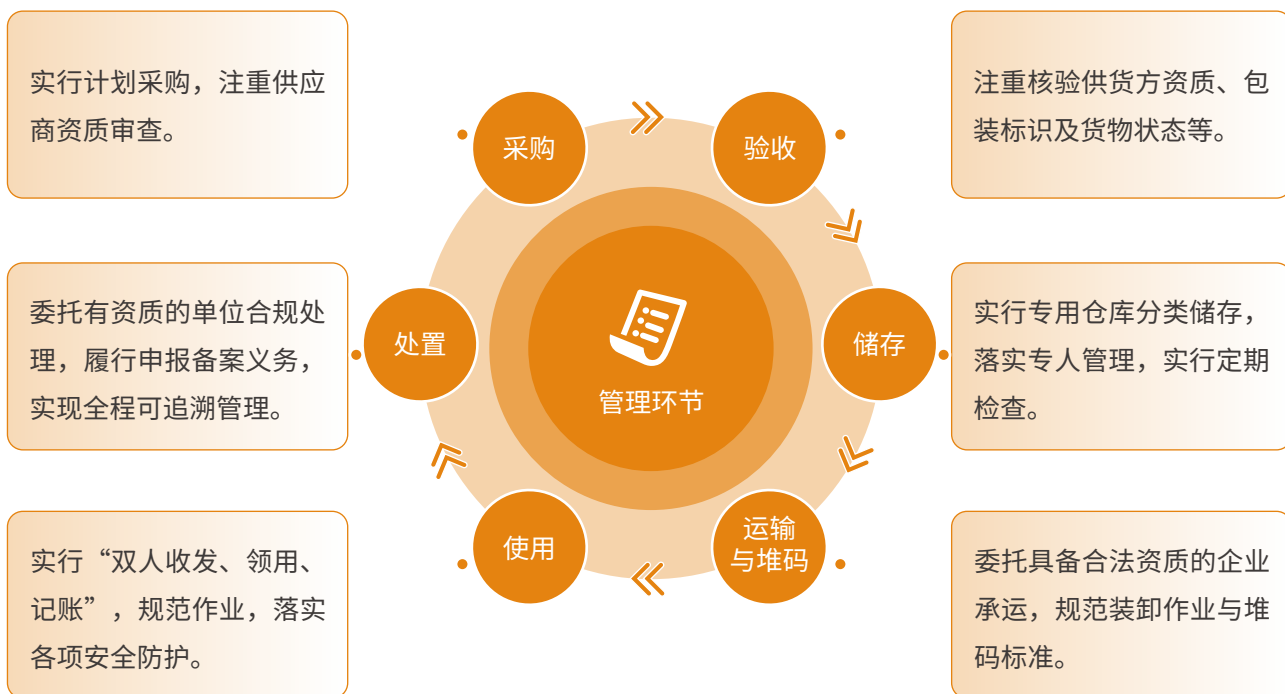 实行计划采购，注重供应
商资质审查。
采购
验收
注重核验供货方资质、包
装标识及货物状态等。
委托有资质的单位合规处
理，履行申报备案义务，
实现全程可追溯管理。
处置
管理环节
储存
实行专用仓库分类储存，
落实专人管理，实行定期
检查。
实行“双人收发、领用、
记账”，规范作业，落实
各项安全防护。
使用
运输
与堆码
委托具备合法资质的企业
承运，规范装卸作业与堆
码标准。